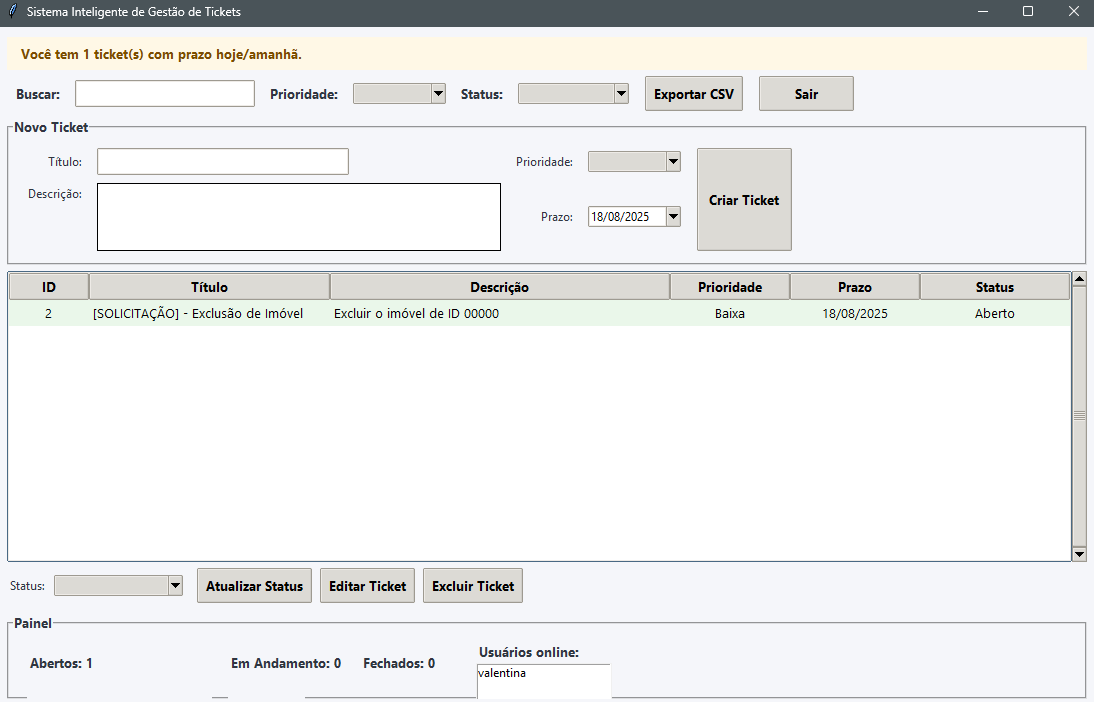 Sistema Inteligente de Gestão de Tickets
Você tem 1 ticket(s) com prazo hoje/amanhã.
Buscar: Prioridade: Status: Exportar CSV Sair
Novo Ticket
Título: Prioridade:
Descrição:
Prazo: 18/08/2025
Criar Ticket
ID Título Descrição Prioridade Prazo Status
2 [SOLICITAÇÃO] - Exclusão de Imóvel Excluir o imóvel de ID 00000 Baixa 18/08/2025 Aberto
Status: Atualizar Status Editar Ticket Excluir Ticket
Painel
Abertos: 1 Em Andamento: 0 Fechados: 0 Usuários online:
valentina